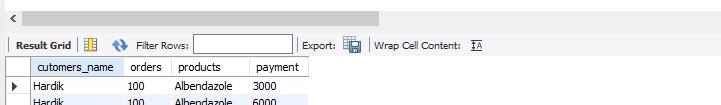 Result Grid Filter Rows: Export: Wrap Cell Content:
cutomers_name orders products payment
Hardik 100 Albendazole 3000
Hardik 100 Albendazole 6000